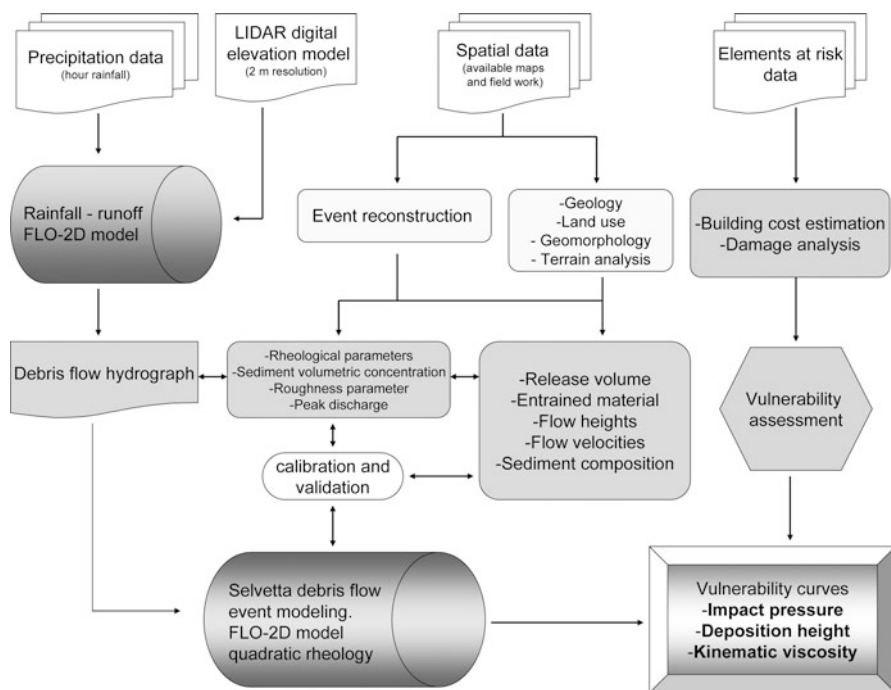 Precipitation data
(hour rainfall)
LIDAR digital
elevation model
(2 m resolution)
Spatial data
(available maps
and field work)
Elements at risk
data
Rainfall - runoff
FLO-2D model
Event reconstruction
-Geology
-Land use
- Geomorphology
- Terrain analysis
-Building cost estimation
-Damage analysis
Debris flow hydrograph
-Rheological parameters
-Sediment volumetric concentration
-Roughness parameter
-Peak discharge
-Release volume
-Entrained material
-Flow heights
-Flow velocities
-Sediment composition
Vulnerability
assessment
calibration and
validation
Selvetta debris flow
event modeling.
FLO-2D model
quadratic rheology
Vulnerability curves
-Impact pressure
-Deposition height
-Kinematic viscosity